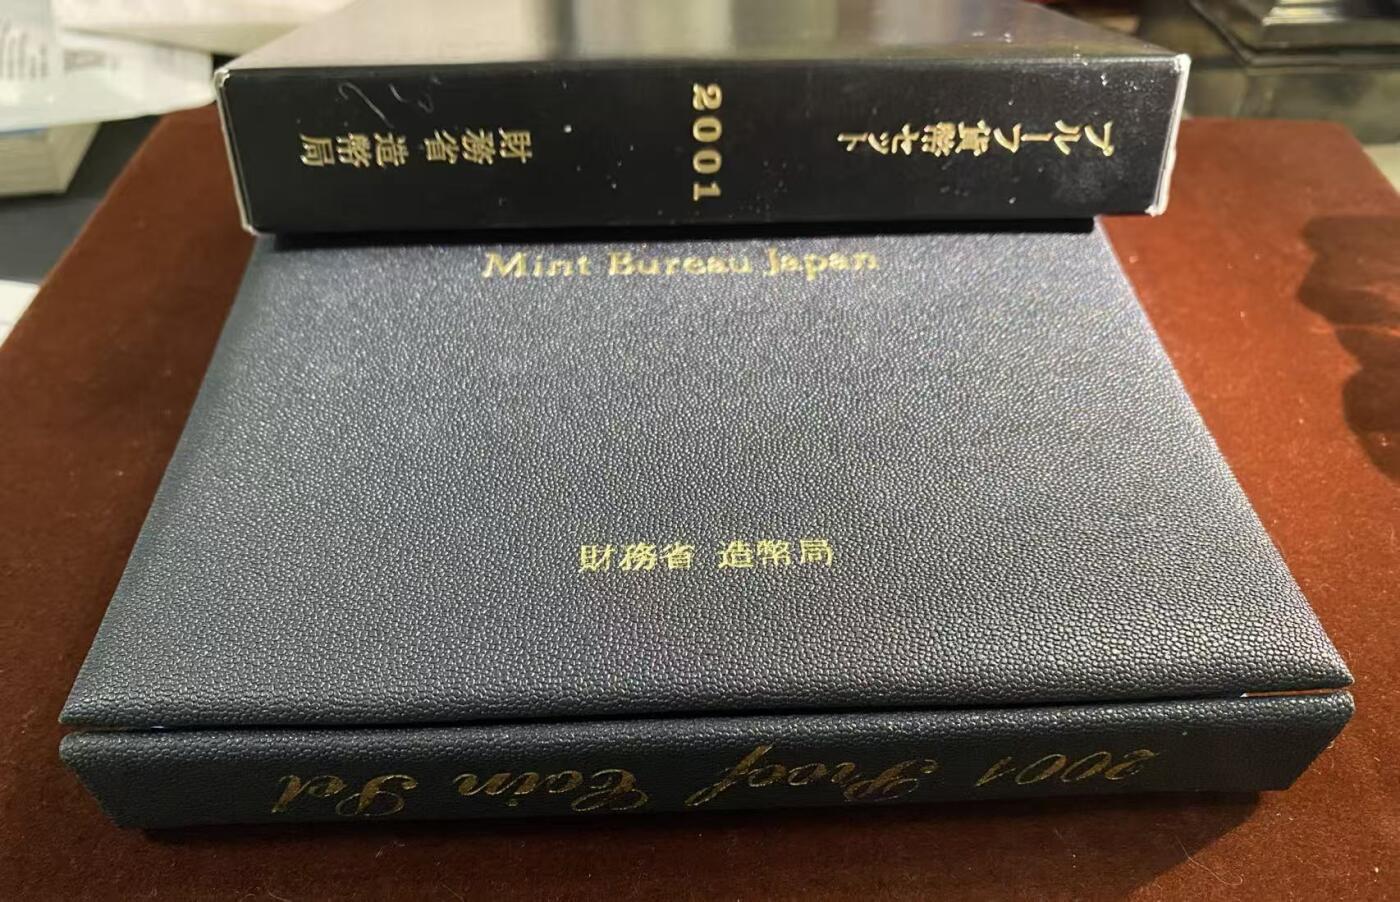 プルーフ貨幣セット 2001 財務省 造幣局
Mint Bureau Japan
財務省 造幣局
2001 Proof Coin Set